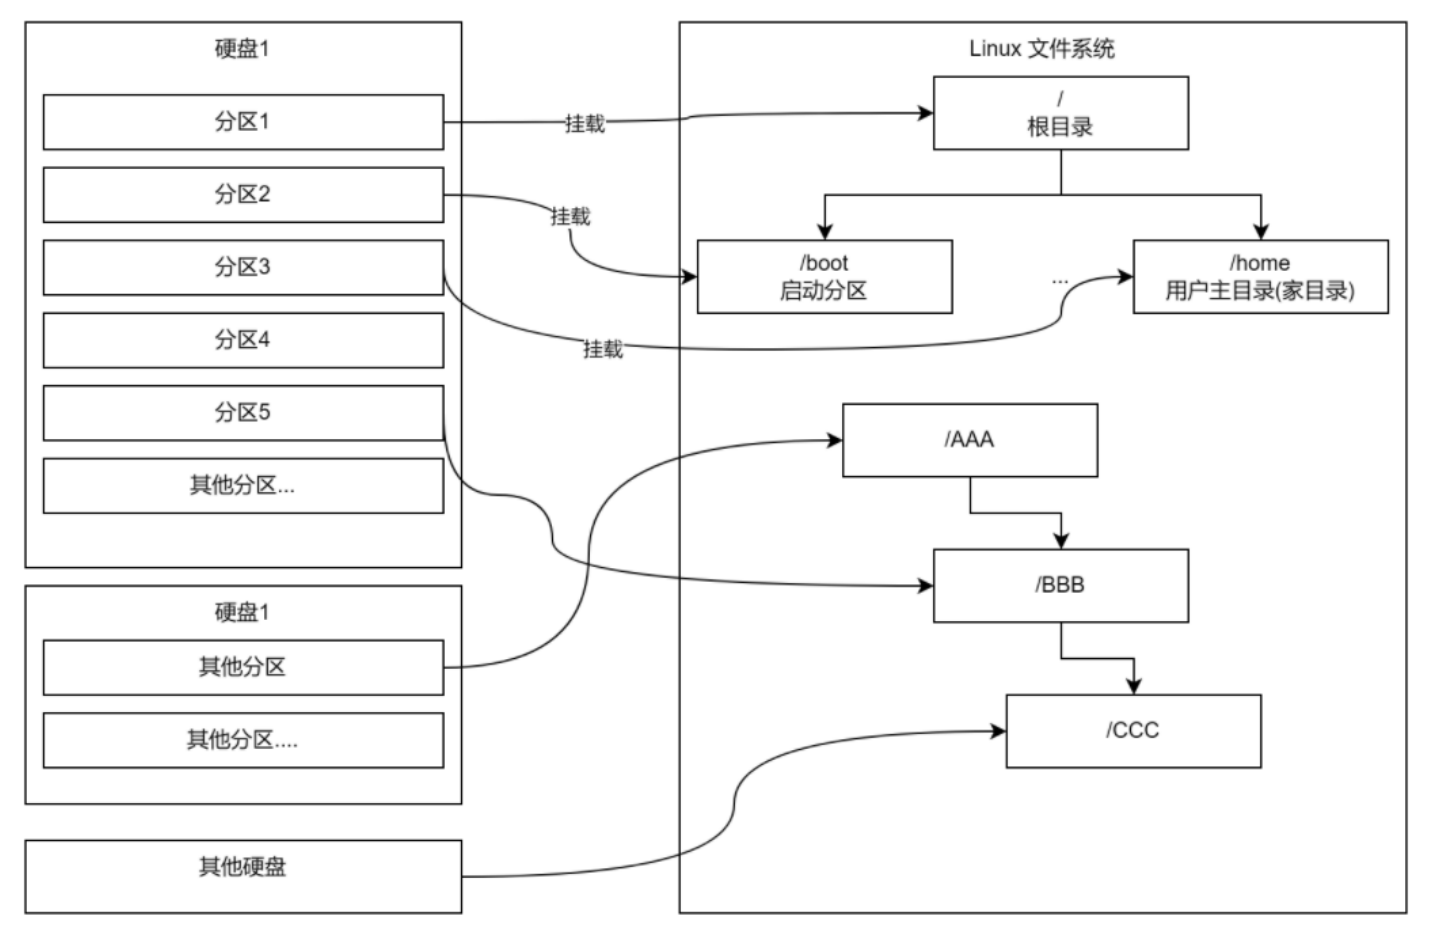 硬盘1
分区1
分区2
分区3
分区4
分区5
其他分区...
硬盘1
其他分区
其他分区....
其他硬盘
挂载
挂载
挂载
Linux 文件系统
/
根目录
/boot
启动分区
...
/home
用户主目录(家目录)
/AAA
/BBB
/CCC